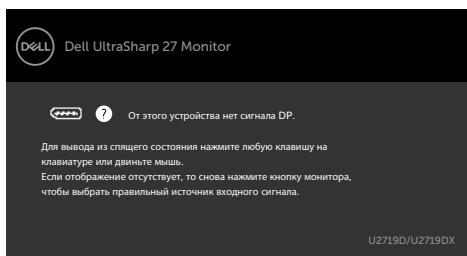 DELL Dell UltraSharp 27 Monitor
? От этого устройства нет сигнала DP.
Для вывода из спящего состояния нажмите любую клавишу на
клавиатуре или двиньте мышь.
Если отображение отсутствует, то снова нажмите кнопку монитора,
чтобы выбрать правильный источник входного сигнала.
U2719D/U2719DX